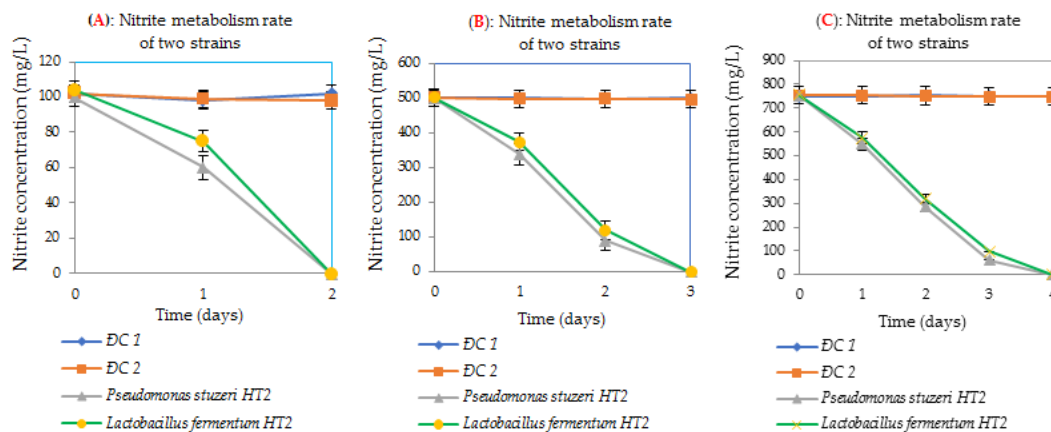 (A): Nitrite metabolism rate
of two strains
Nitrite concentration (mg/L)
120
100
80
60
40
20
0
0
1
2
Time (days)
ĐC 1
ĐC 2
Pseudomonas stuzeri HT2
Lactobacillus fermentum HT2
(B): Nitrite metabolism rate
of two strains
Nitrite concentration (mg/L)
600
500
400
300
200
100
0
0
1
2
3
Time (days)
ĐC 1
ĐC 2
Pseudomonas stuzeri HT2
Lactobacillus fermentum HT2
(C): Nitrite metabolism rate
of two strains
Nitrite concentration (mg/L)
900
800
700
600
500
400
300
200
100
0
0
1
2
3
Time (days)
ĐC 1
ĐC 2
Pseudomonas stuzeri HT2
Lactobacillus fermentum HT2